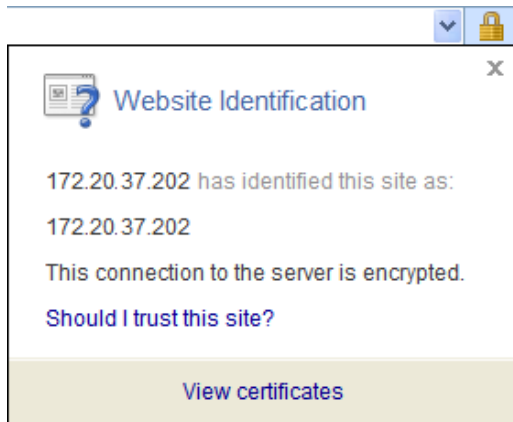 Website Identification
172.20.37.202 has identified this site as:
172.20.37.202
This connection to the server is encrypted.
Should I trust this site?
View certificates